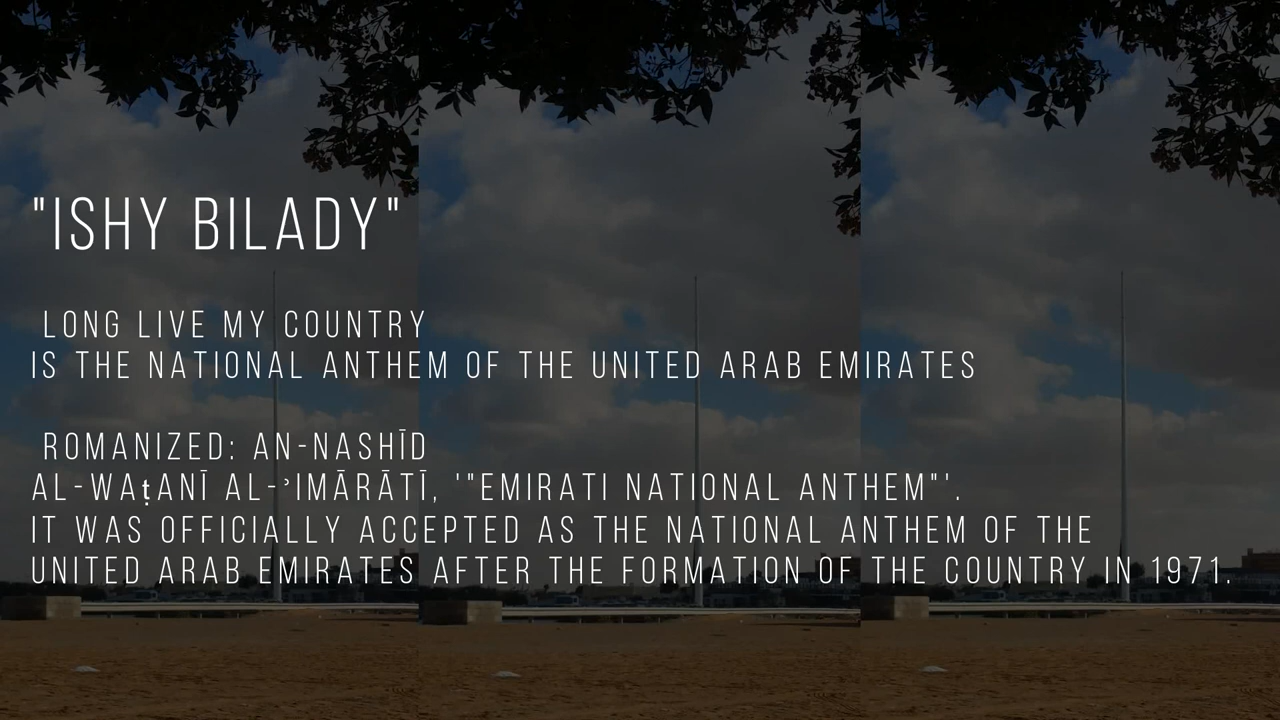 "ISHY BILADY"
LONG LIVE MY COUNTRY
IS THE NATIONAL ANTHEM OF THE UNITED ARAB EMIRATES
ROMANIZED: AN-NASHĪD
AL-WAṭANĪ AL-ʾIMĀRĀTĪ, '"EMIRATI NATIONAL ANTHEM"'.
IT WAS OFFICIALLY ACCEPTED AS THE NATIONAL ANTHEM OF THE
UNITED ARAB EMIRATES AFTER THE FORMATION OF THE COUNTRY IN 1971.